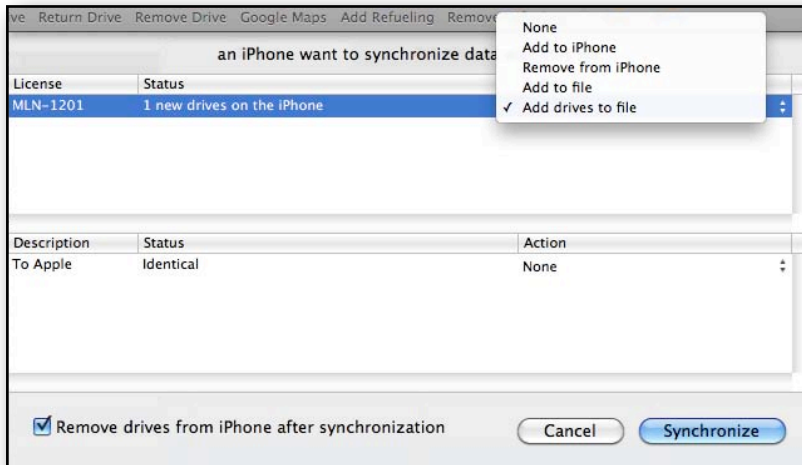 ve Return Drive Remove Drive Google Maps Add Refueling Remove
an iPhone want to synchronize data
None
Add to iPhone
Remove from iPhone
Add to file
✓ Add drives to file
License Status
MLN-1201 1 new drives on the iPhone
Description Status Action
To Apple Identical None
Remove drives from iPhone after synchronization Cancel Synchronize